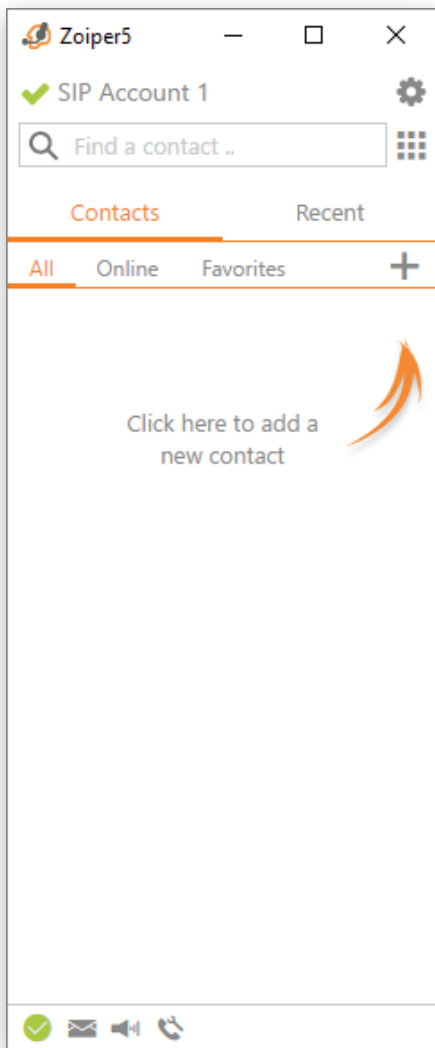 Zoiper5
SIP Account 1
Find a contact ..
Contacts Recent
All Online Favorites
Click here to add a
new contact